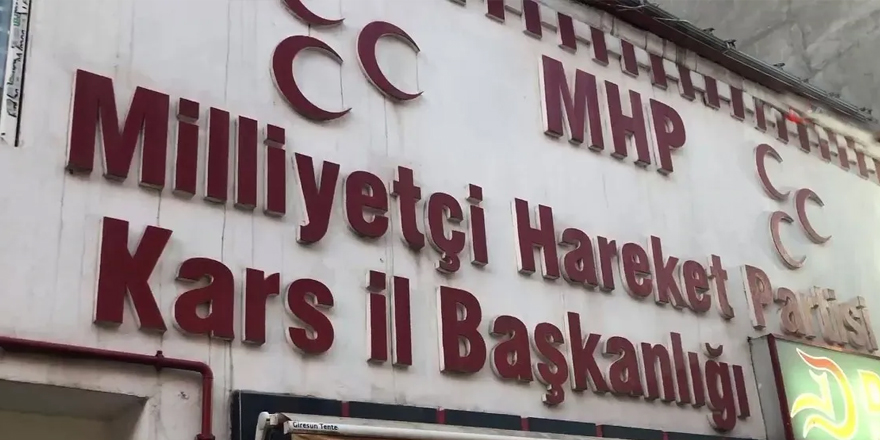 MHP
Milliyetçi Hareket Partisi
Kars il Başkanlığı
Giresun Tente